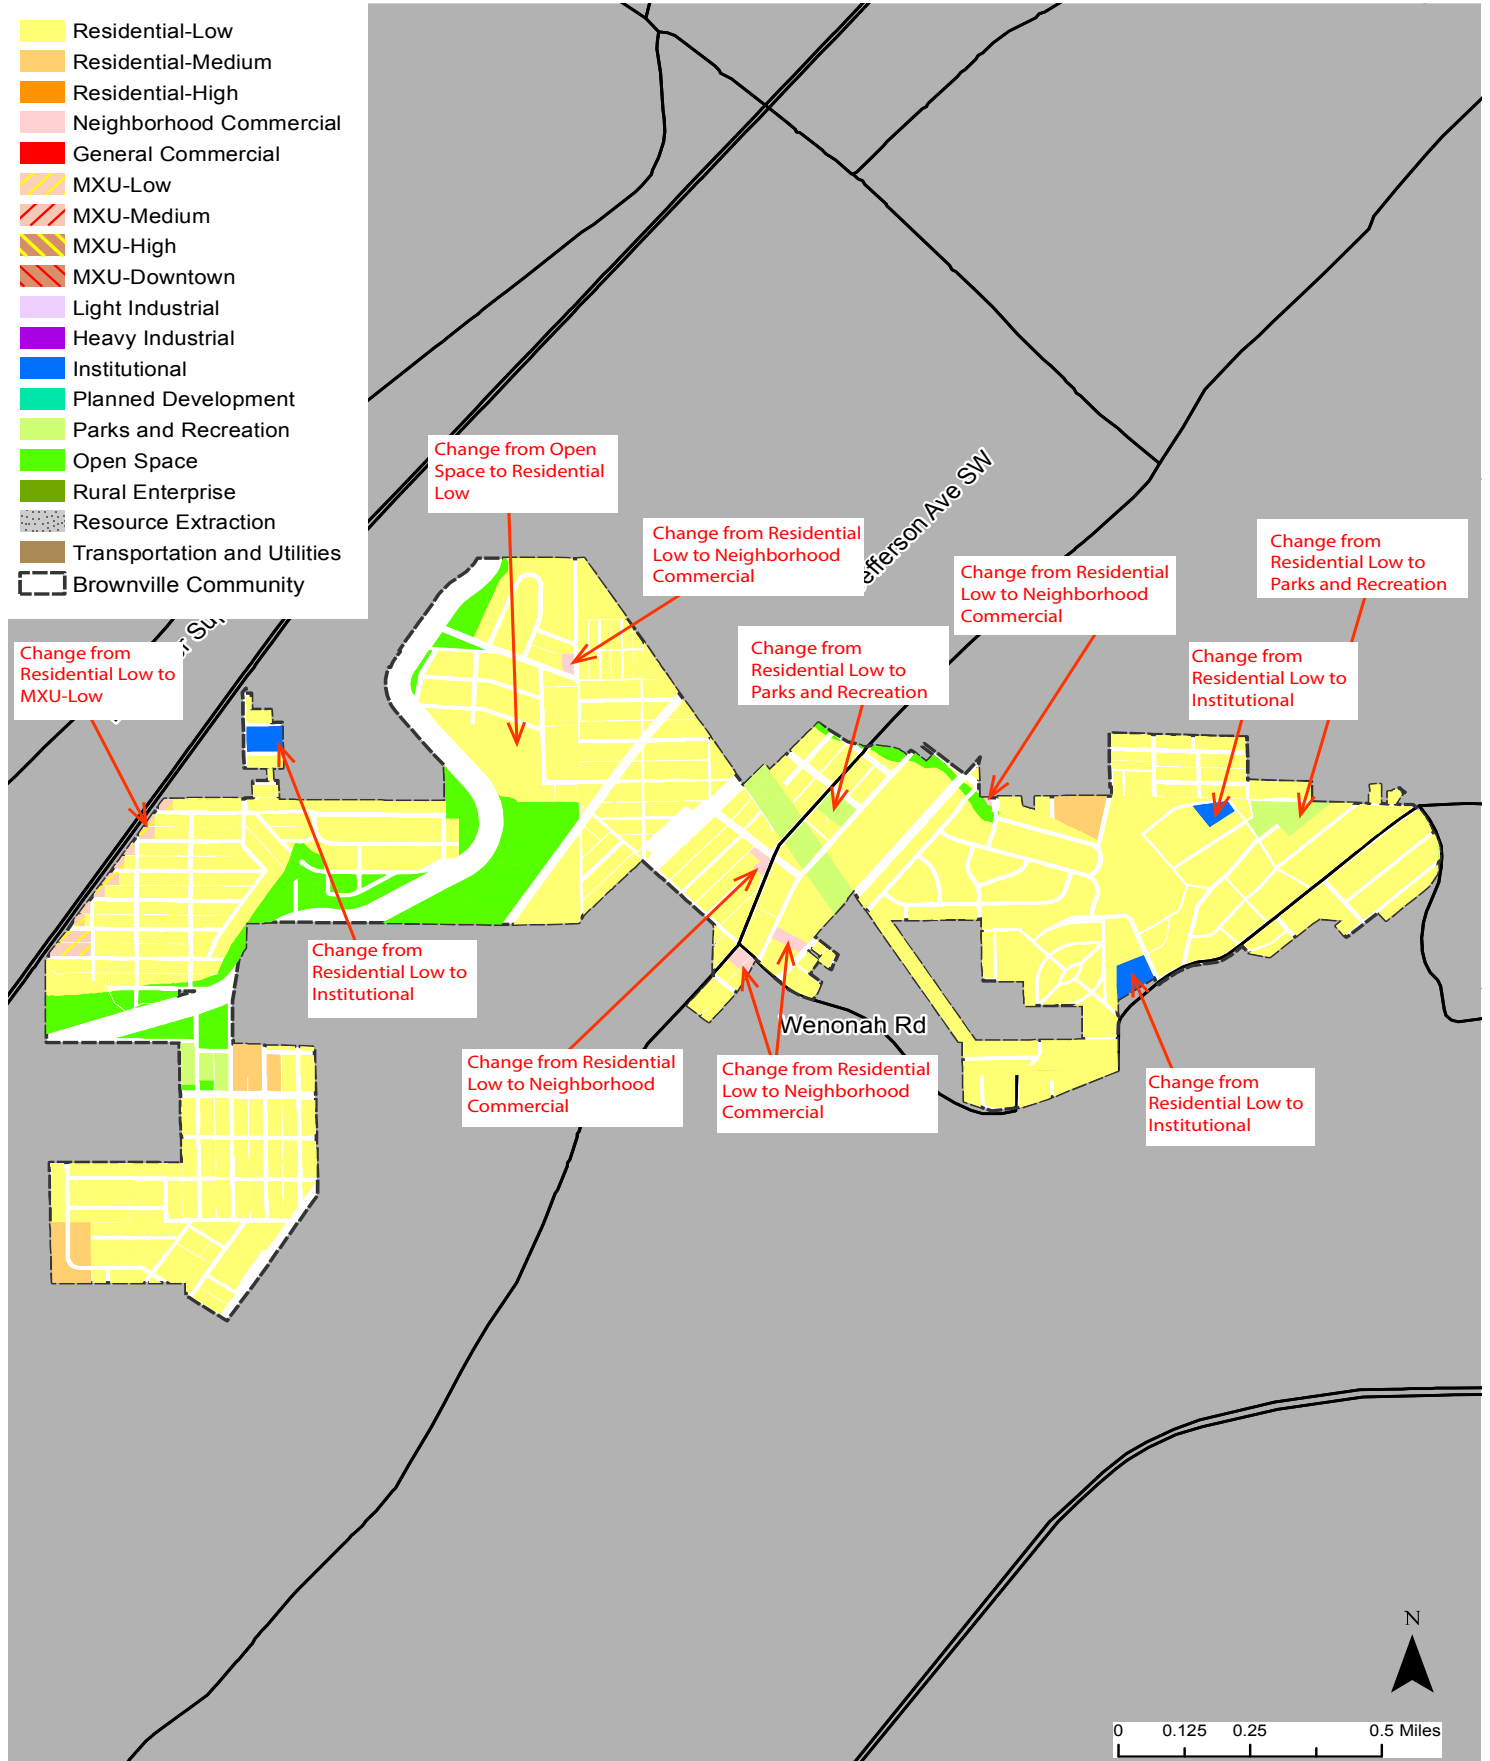 Residential-Low
Residential-Medium
Residential-High
Neighborhood Commercial
General Commercial
MXU-Low
MXU-Medium
MXU-High
MXU-Downtown
Light Industrial
Heavy Industrial
Institutional
Planned Development
Parks and Recreation
Open Space
Rural Enterprise
Resource Extraction
Transportation and Utilities
Brownville Community
Change from Open
Space to Residential
Low
Change from Residential
Low to Neighborhood
Commercial
efferson Ave SW
Change from Residential
Low to Neighborhood
Commercial
Change from
Residential Low to
Parks and Recreation
Change from
Residential Low to
MXU-Low
Change from
Residential Low to
Parks and Recreation
Change from
Residential Low to
Institutional
Change from
Residential Low to
Institutional
Wenonah Rd
Change from Residential
Low to Neighborhood
Commercial
Change from Residential
Low to Neighborhood
Commercial
Change from
Residential Low to
Institutional
N
0 0.125 0.25 0.5 Miles